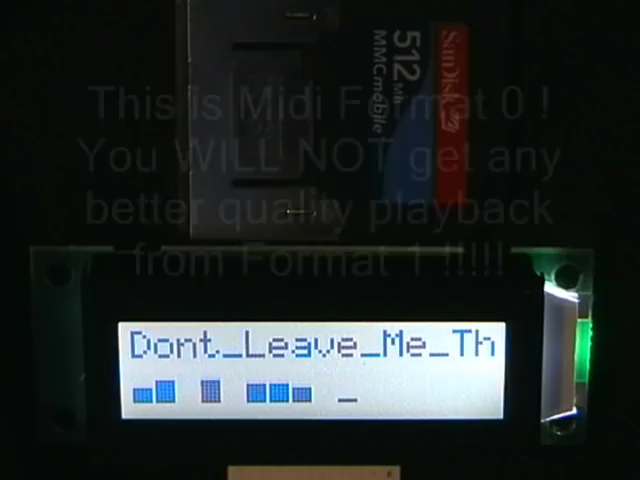 SanDisk
512 Mb
MMCmobile
This is Midi Format 0 !
You WILL NOT get any
better quality playback
from Format 1 !!!!!
Dont_Leave_Me_Th